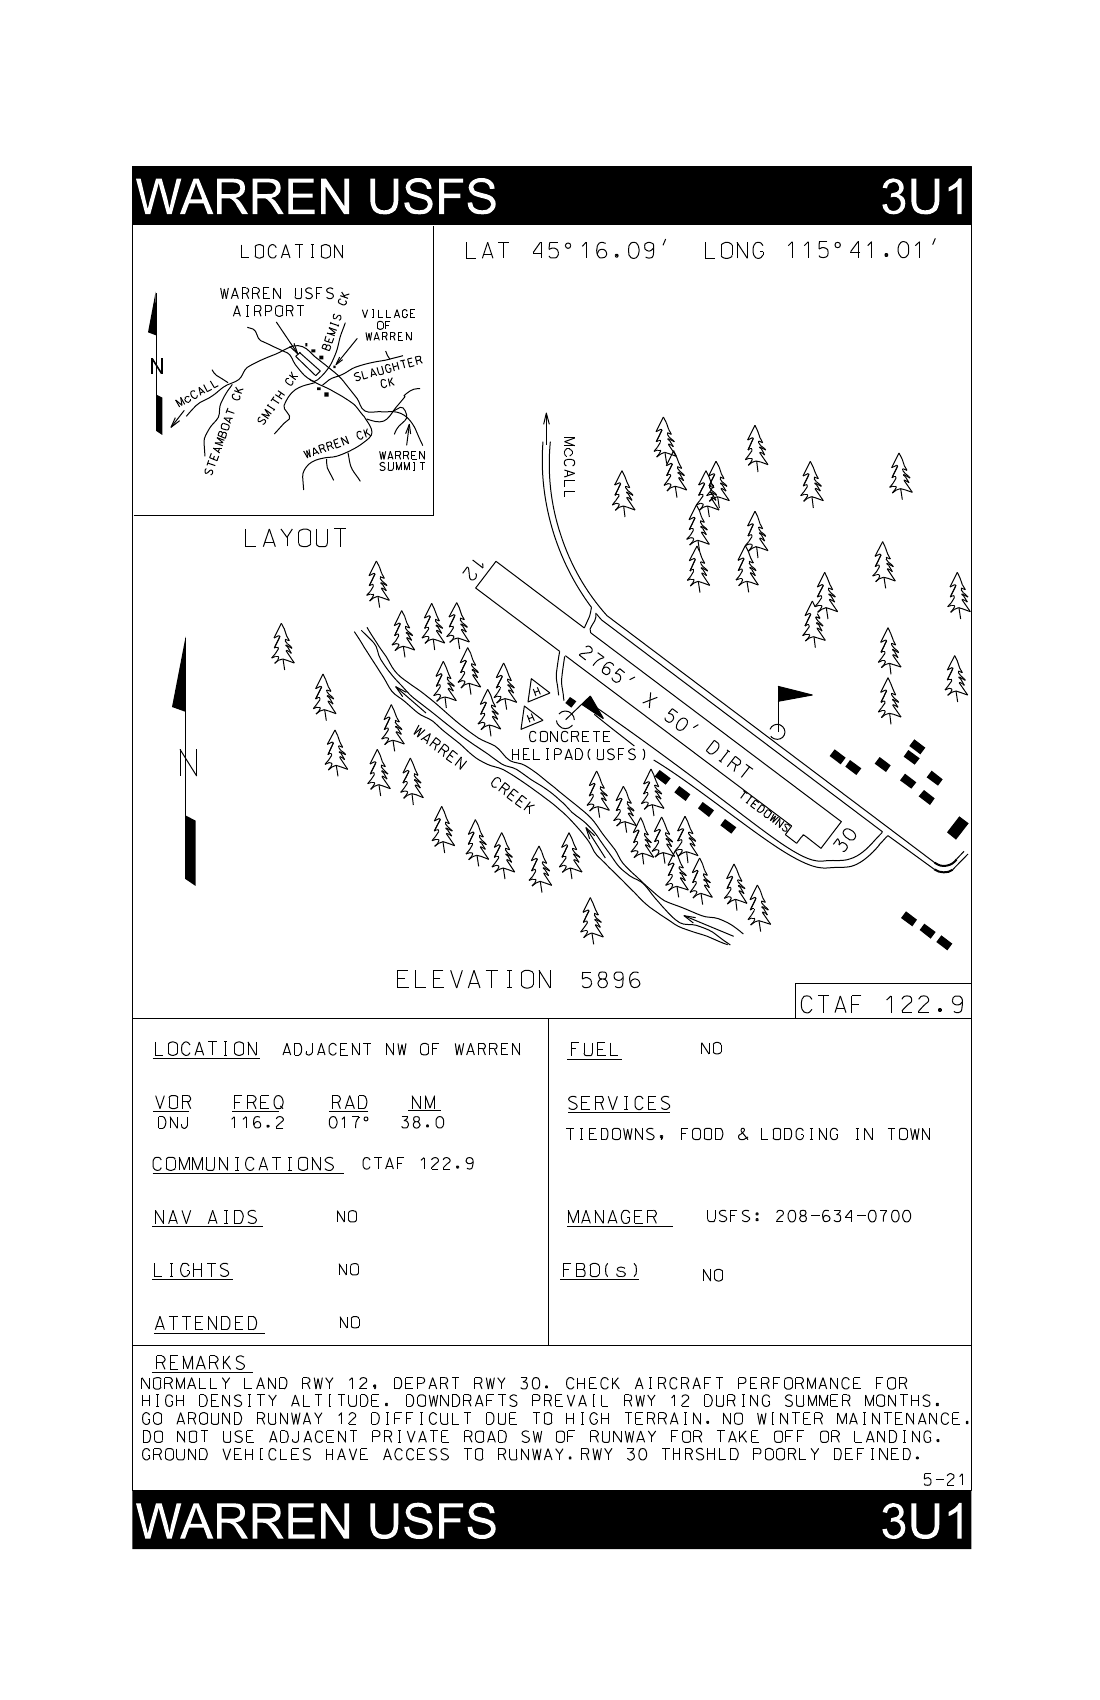 WARREN USFS 3U1
LOCATION
LAT 45°16.09′ LONG 115°41.01′
WARREN USFS
AIRPORT
BEMIS CK
VILLAGE
OF
WARREN
N
McCALL
STEAMBOAT CK
SMITH CK
SLAUGHTER
CK
WARREN CK
WARREN
SUMMIT
LAYOUT
McCALL
12
2765′ X 50′ DIRT
N
H
H
CONCRETE
HELIPAD(USFS)
WARREN CREEK
TIEDOWNS
30
ELEVATION 5896
CTAF 122.9
LOCATION ADJACENT NW OF WARREN
VOR FREQ RAD NM
DNJ 116.2 017° 38.0
COMMUNICATIONS CTAF 122.9
NAV AIDS NO
LIGHTS NO
ATTENDED NO
FUEL NO
SERVICES
TIEDOWNS, FOOD & LODGING IN TOWN
MANAGER USFS: 208-634-0700
FBO(s) NO
REMARKS
NORMALLY LAND RWY 12, DEPART RWY 30. CHECK AIRCRAFT PERFORMANCE FOR
HIGH DENSITY ALTITUDE. DOWNDRAFTS PREVAIL RWY 12 DURING SUMMER MONTHS.
GO AROUND RUNWAY 12 DIFFICULT DUE TO HIGH TERRAIN. NO WINTER MAINTENANCE.
DO NOT USE ADJACENT PRIVATE ROAD SW OF RUNWAY FOR TAKE OFF OR LANDING.
GROUND VEHICLES HAVE ACCESS TO RUNWAY. RWY 30 THRSHLD POORLY DEFINED.
5-21
WARREN USFS 3U1